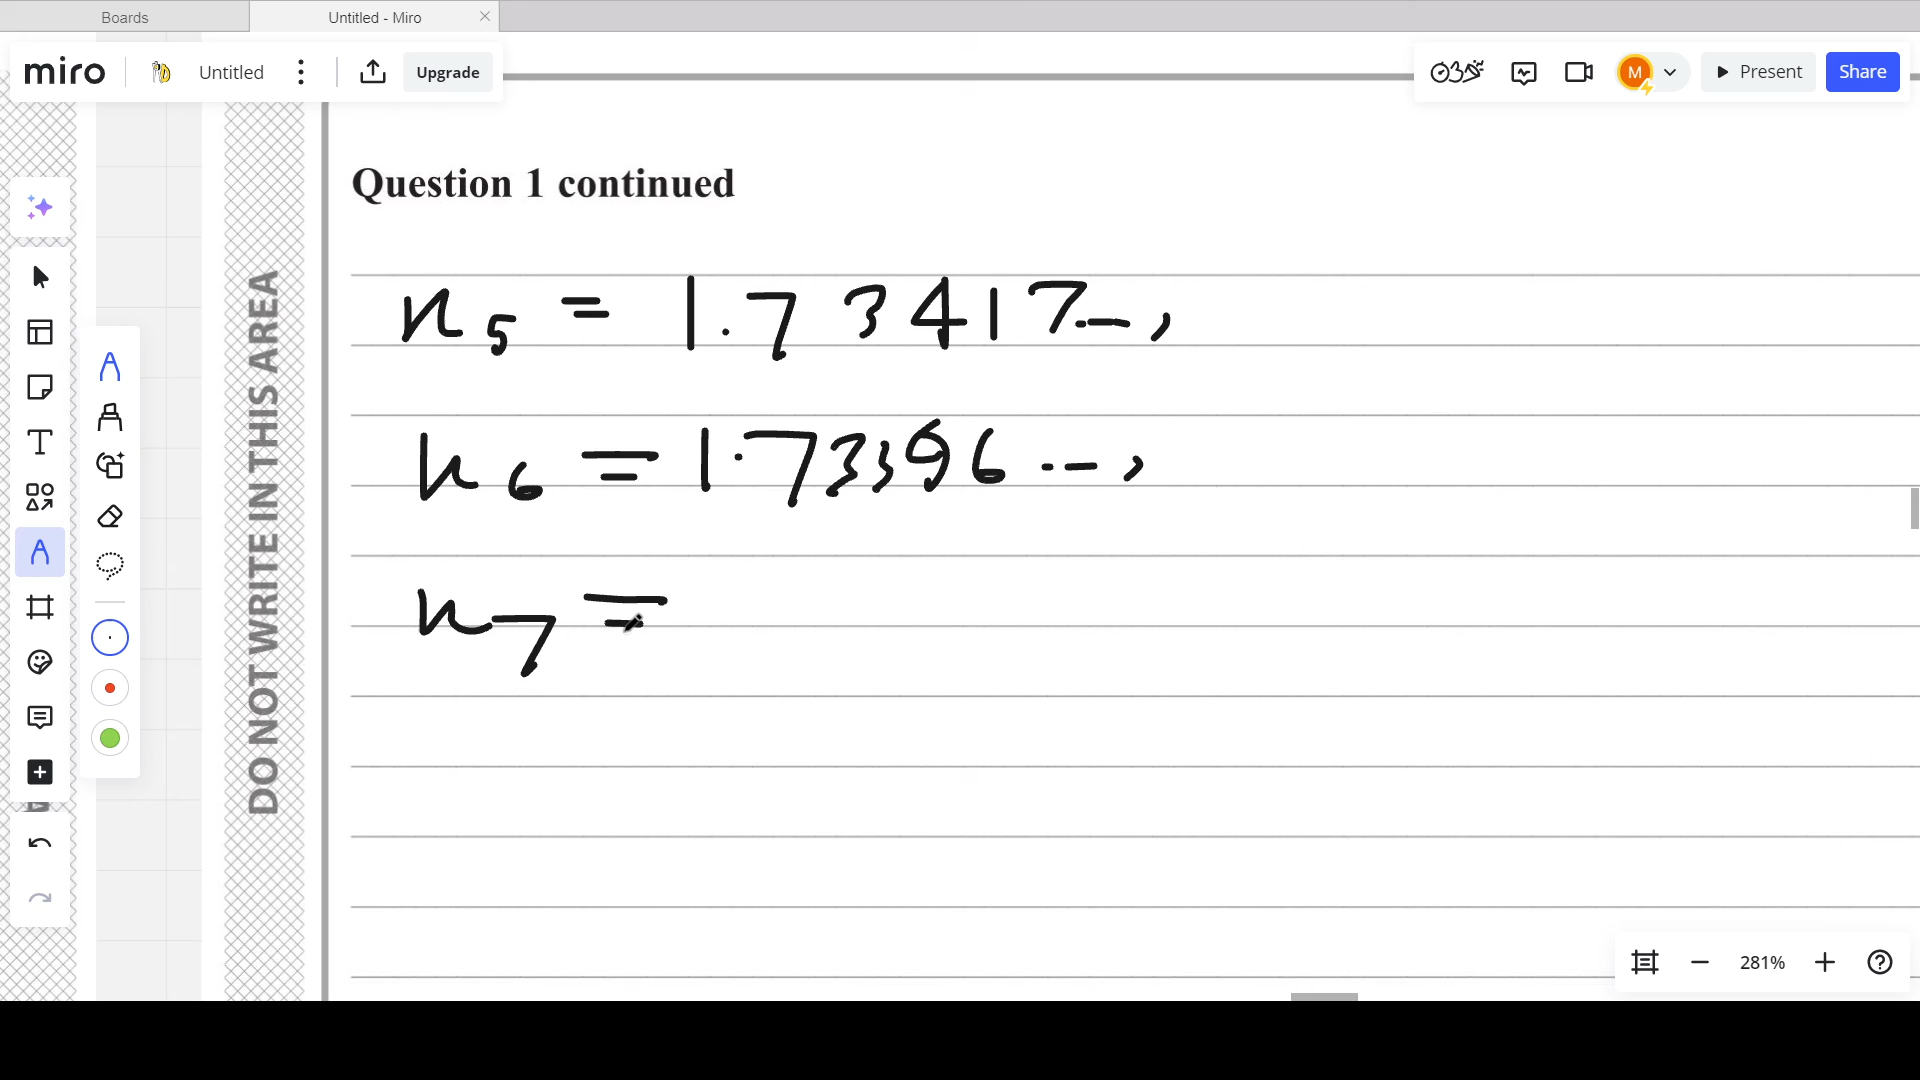 Boards
Untitled - Miro
miro
Untitled
Upgrade
M
Present
Share
Question 1 continued
x₅ = 1.73417--,
x₆ = 1.73396---,
x₇ =
DO NOT WRITE IN THIS AREA
281%